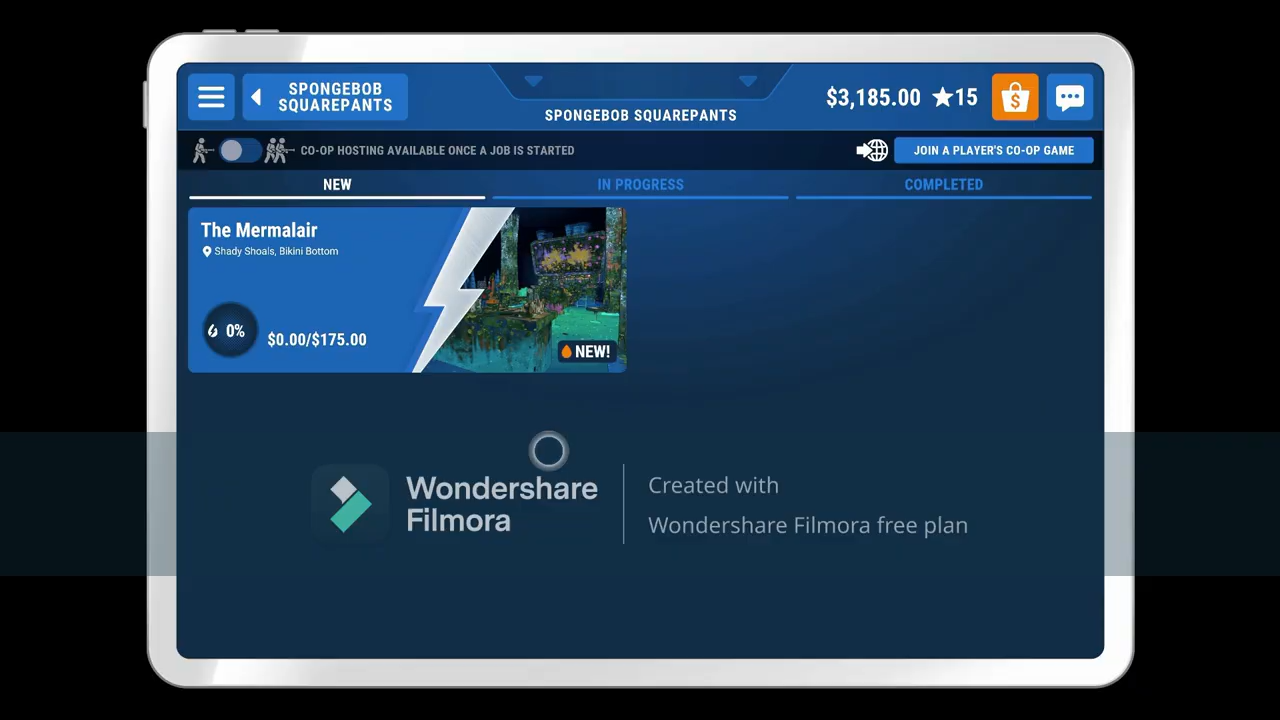 SPONGEBOB
SQUAREPANTS
SPONGEBOB SQUAREPANTS
$3,185.00 ★15
CO-OP HOSTING AVAILABLE ONCE A JOB IS STARTED
JOIN A PLAYER'S CO-OP GAME
NEW
IN PROGRESS
COMPLETED
The Mermalair
Shady Shoals, Bikini Bottom
0%
$0.00/$175.00
NEW!
Wondershare
Filmora
Created with
Wondershare Filmora free plan